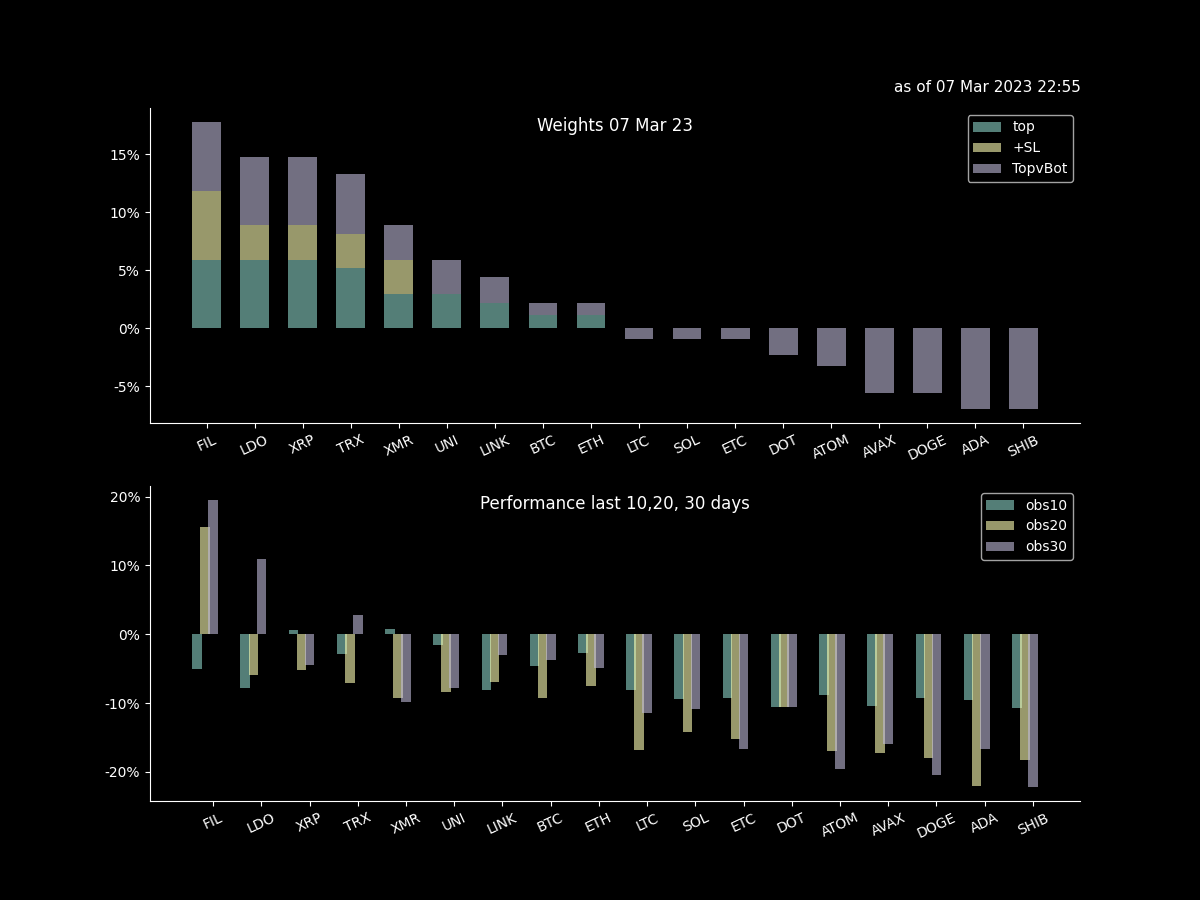 as of 07 Mar 2023 22:55
Weights 07 Mar 23
top
+SL
TopvBot
15%
10%
5%
0%
-5%
FIL LDO XRP TRX XMR UNI LINK BTC ETH LTC SOL ETC DOT ATOM AVAX DOGE ADA SHIB
Performance last 10,20, 30 days
obs10
obs20
obs30
20%
10%
0%
-10%
-20%
FIL LDO XRP TRX XMR UNI LINK BTC ETH LTC SOL ETC DOT ATOM AVAX DOGE ADA SHIB